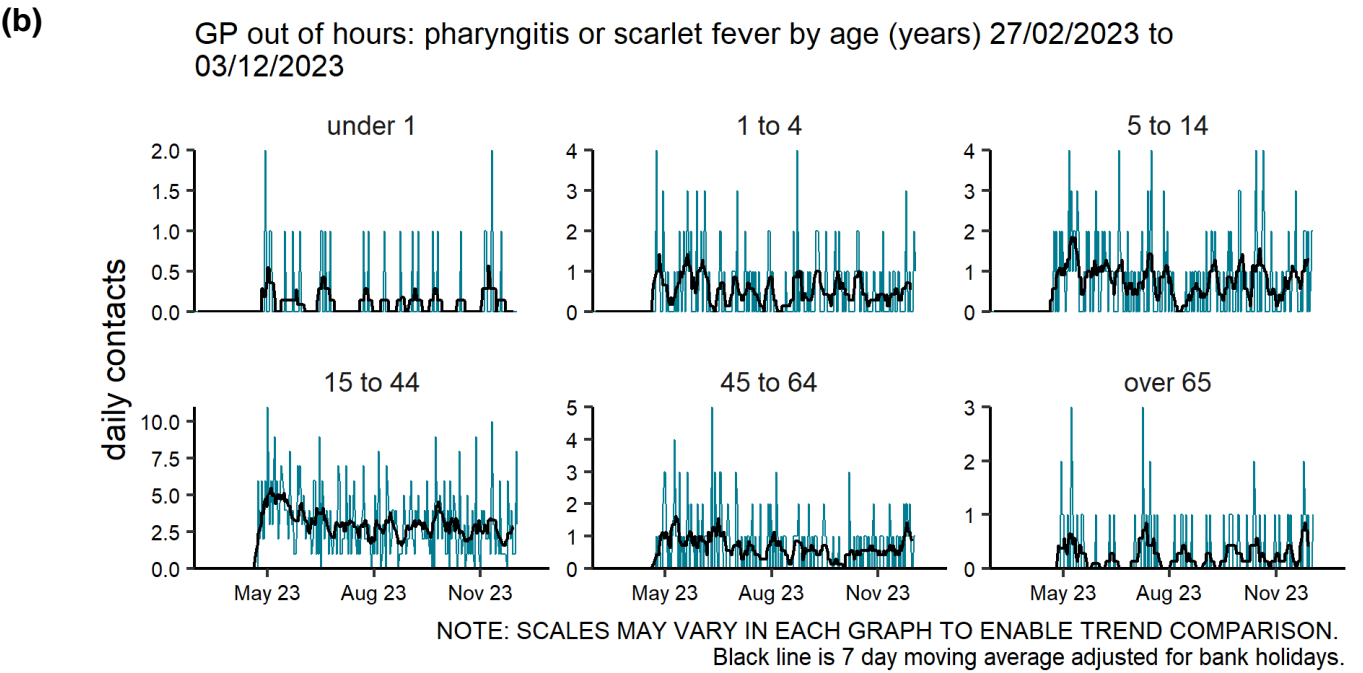 (b)
GP out of hours: pharyngitis or scarlet fever by age (years) 27/02/2023 to
03/12/2023
daily contacts
under 1
2.0
1.5
1.0
0.5
0.0
1 to 4
4
3
2
1
0
5 to 14
4
3
2
1
0
15 to 44
10.0
7.5
5.0
2.5
0.0
May 23 Aug 23 Nov 23
45 to 64
5
4
3
2
1
0
May 23 Aug 23 Nov 23
over 65
3
2
1
0
May 23 Aug 23 Nov 23
NOTE: SCALES MAY VARY IN EACH GRAPH TO ENABLE TREND COMPARISON.
Black line is 7 day moving average adjusted for bank holidays.